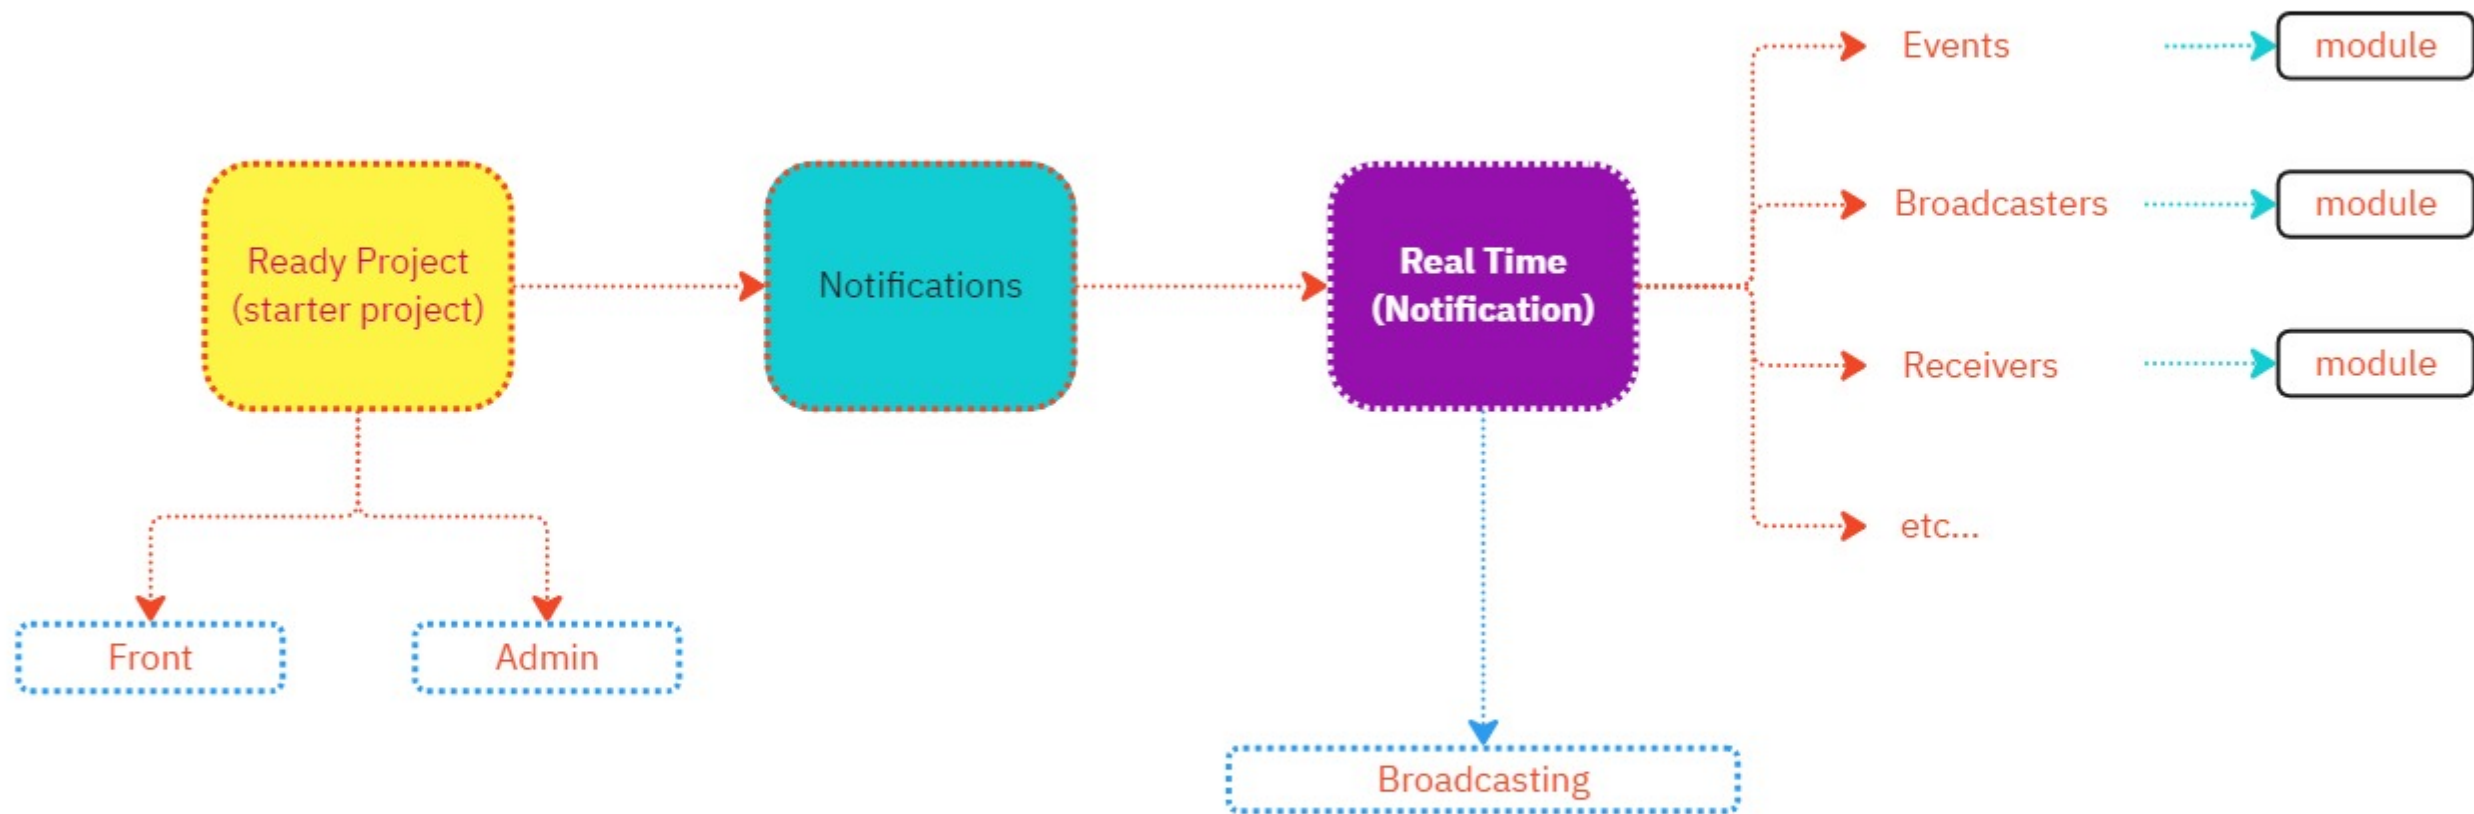 Events
module
Broadcasters
module
Ready Project
(starter project)
Notifications
Real Time
(Notification)
Receivers
module
etc...
Front
Admin
Broadcasting